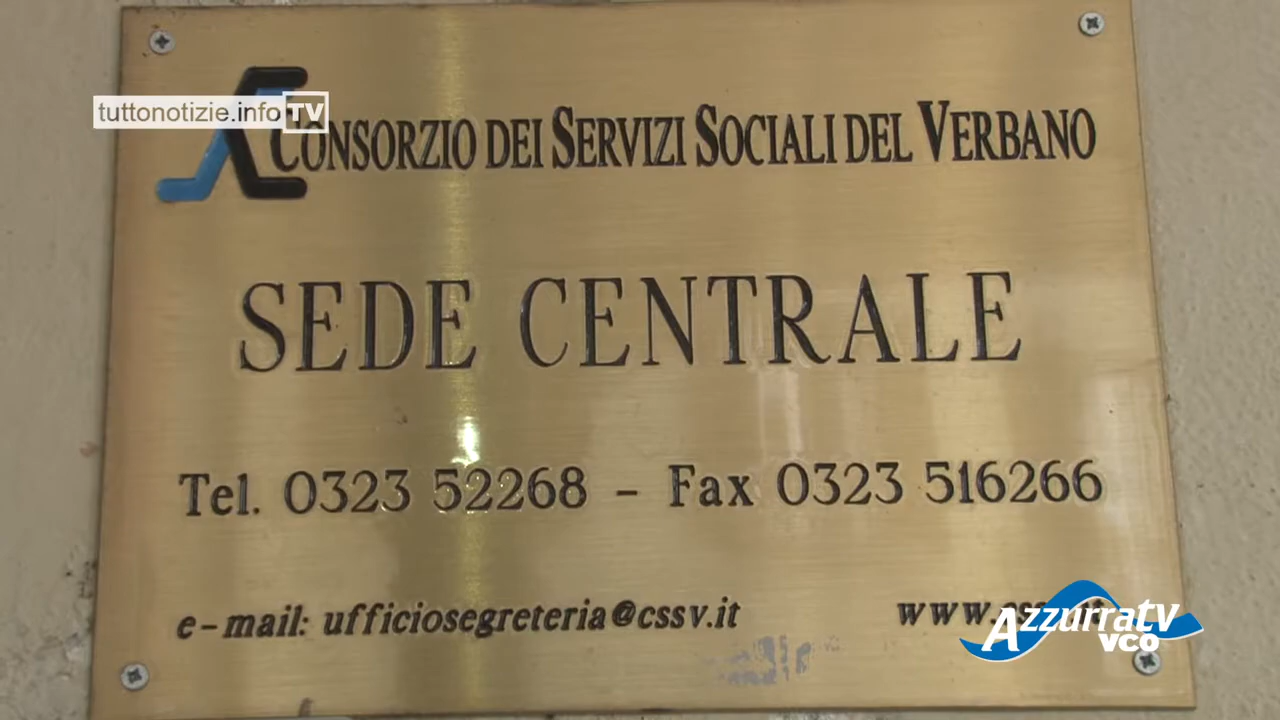 tuttonotizie.info TV
CONSORZIO DEI SERVIZI SOCIALI DEL VERBANO
SEDE CENTRALE
Tel. 0323 52268 - Fax 0323 516266
e-mail: ufficiosegreteria@cssv.it
Azzurratv
vco